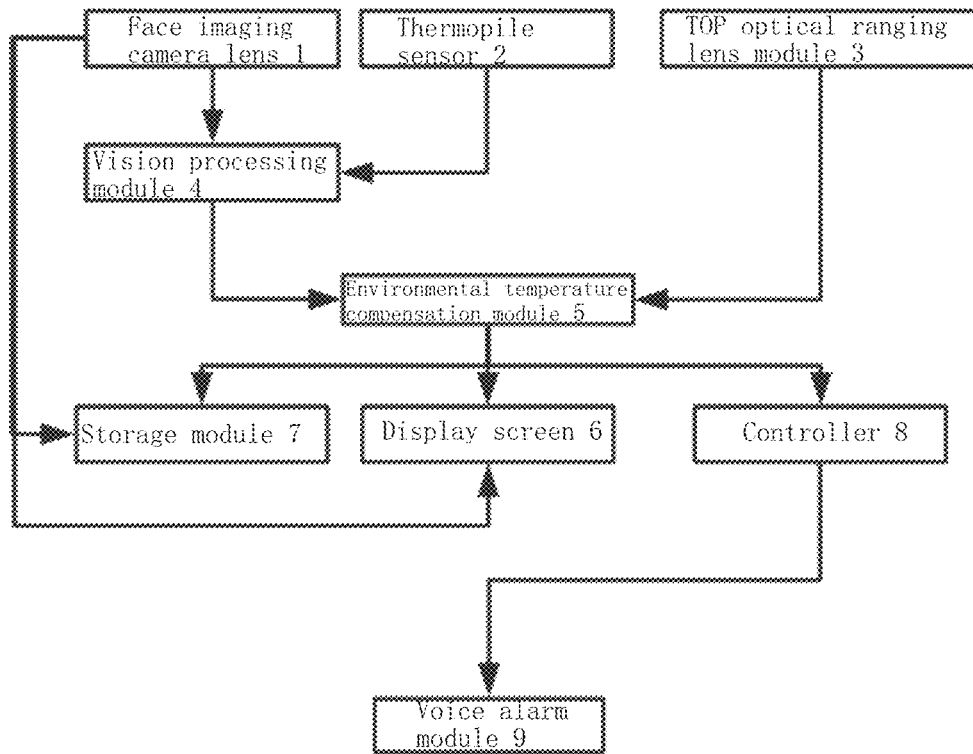 Face imaging
camera lens 1
Thermopile
sensor 2
TOP optical ranging
lens module 3
Vision processing
module 4
Environmental temperature
compensation module 5
Storage module 7
Display screen 6
Controller 8
Voice alarm
module 9